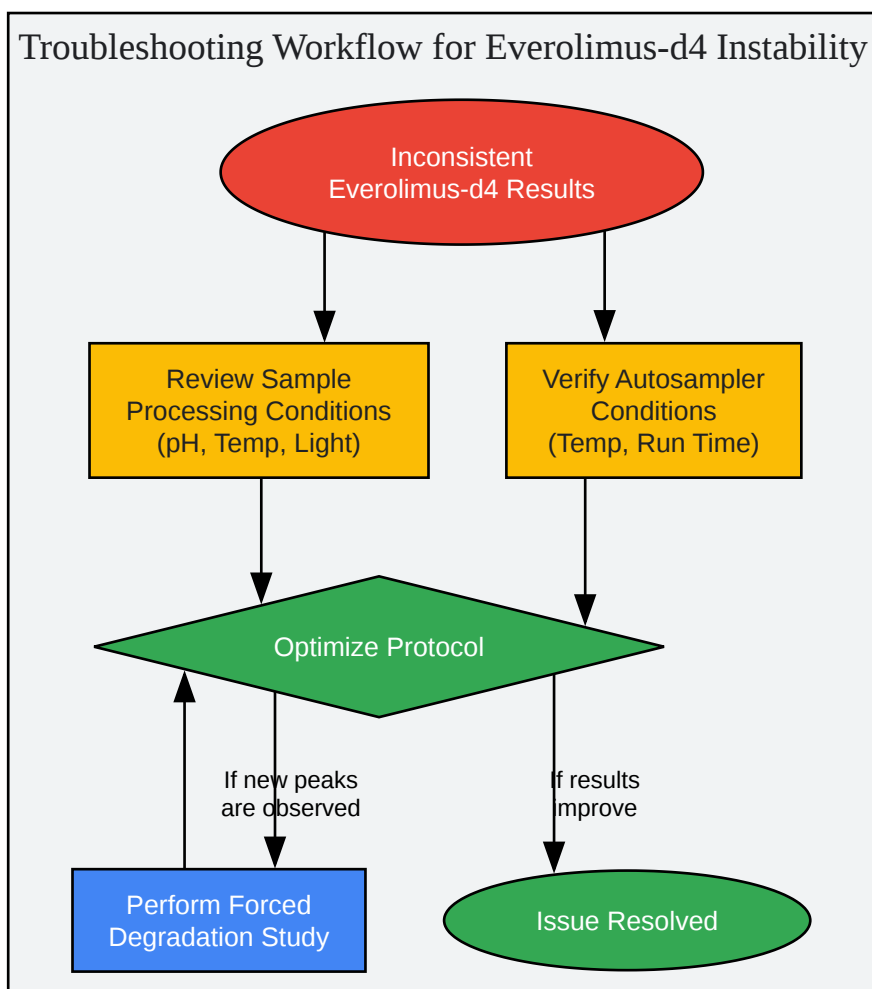 Troubleshooting Workflow for Everolimus-d4 Instability
Inconsistent
Everolimus-d4 Results
Review Sample
Processing Conditions
(pH, Temp, Light)
Verify Autosampler
Conditions
(Temp, Run Time)
Optimize Protocol
If new peaks
are observed
If results
improve
Perform Forced
Degradation Study
Issue Resolved